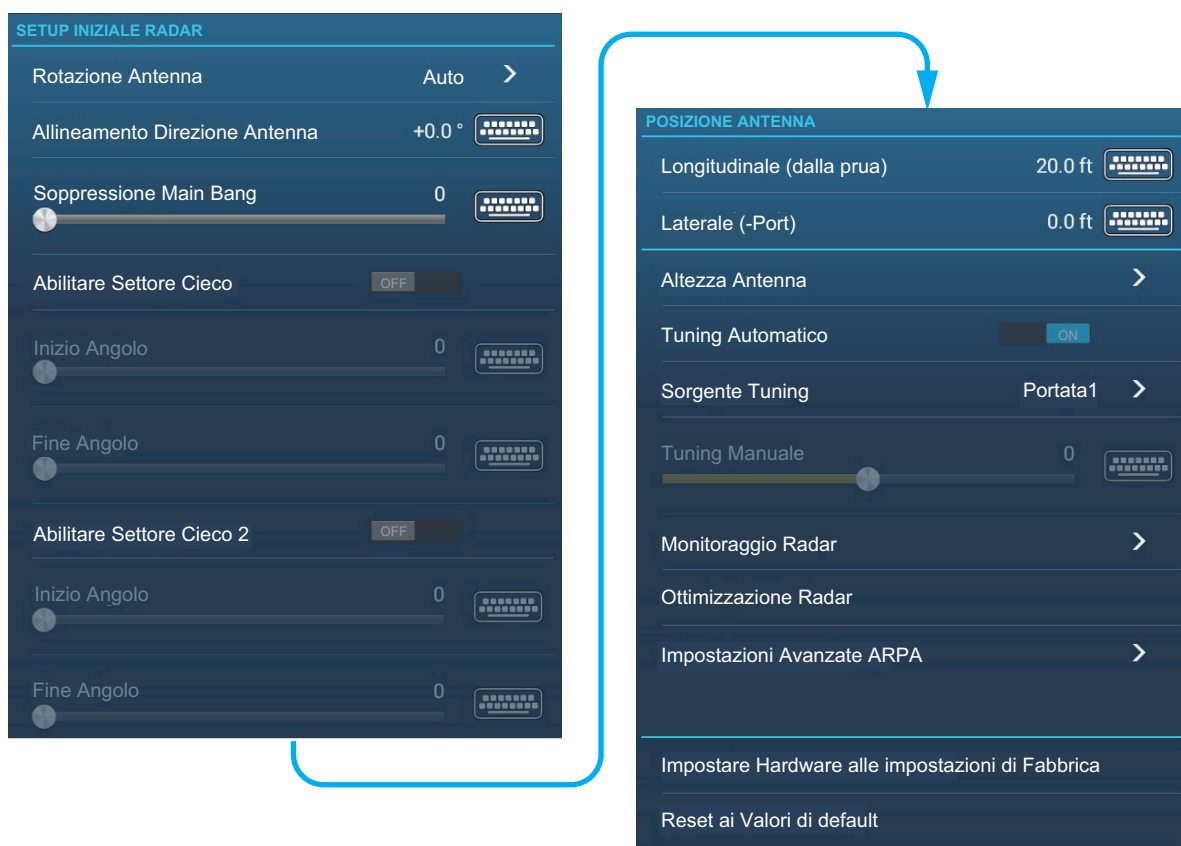 SETUP INIZIALE RADAR
Rotazione Antenna Auto
Allineamento Direzione Antenna +0.0 °
Soppressione Main Bang 0
Abilitare Settore Cieco OFF
Inizio Angolo 0
Fine Angolo 0
Abilitare Settore Cieco 2 OFF
Inizio Angolo 0
Fine Angolo 0
POSIZIONE ANTENNA
Longitudinale (dalla prua) 20.0 ft
Laterale (-Port) 0.0 ft
Altezza Antenna
Tuning Automatico ON
Sorgente Tuning Portata1
Tuning Manuale 0
Monitoraggio Radar
Ottimizzazione Radar
Impostazioni Avanzate ARPA
Impostare Hardware alle impostazioni di Fabbrica
Reset ai Valori di default